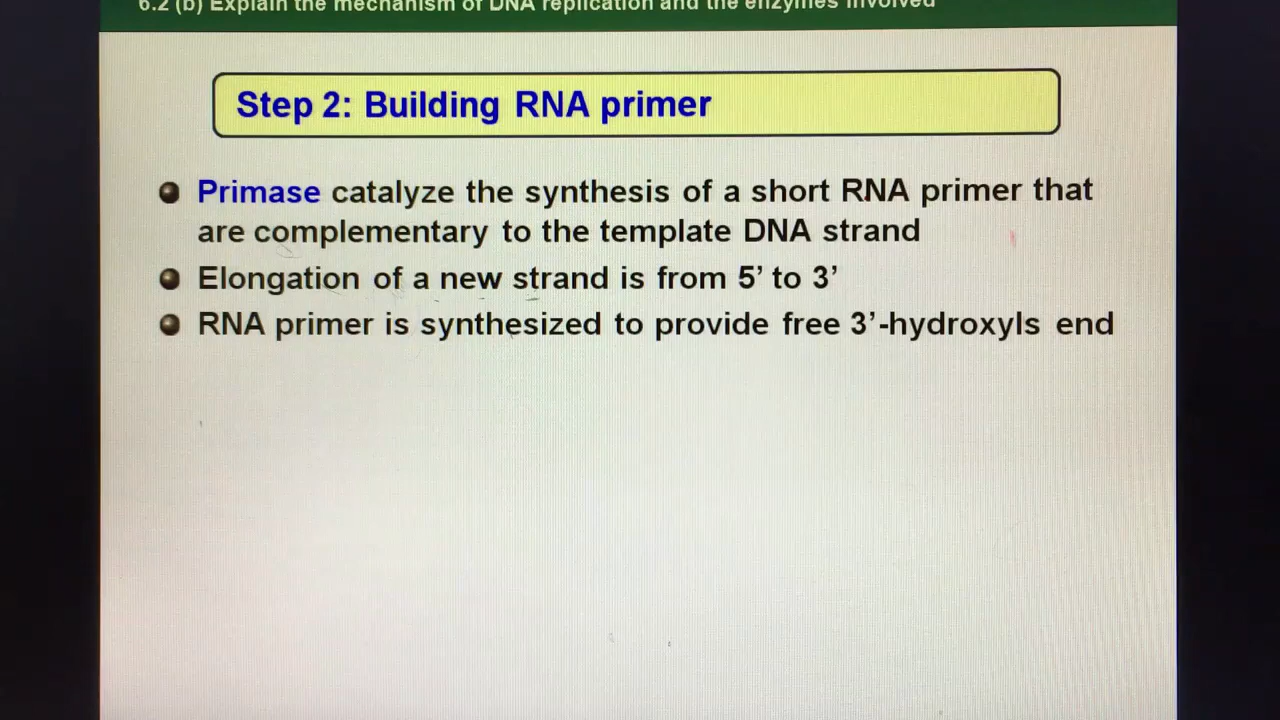 6.2 (b) Explain the mechanism of DNA replication and the enzymes involved
Step 2: Building RNA primer
Primase catalyze the synthesis of a short RNA primer that
are complementary to the template DNA strand
Elongation of a new strand is from 5’ to 3’
RNA primer is synthesized to provide free 3’-hydroxyls end